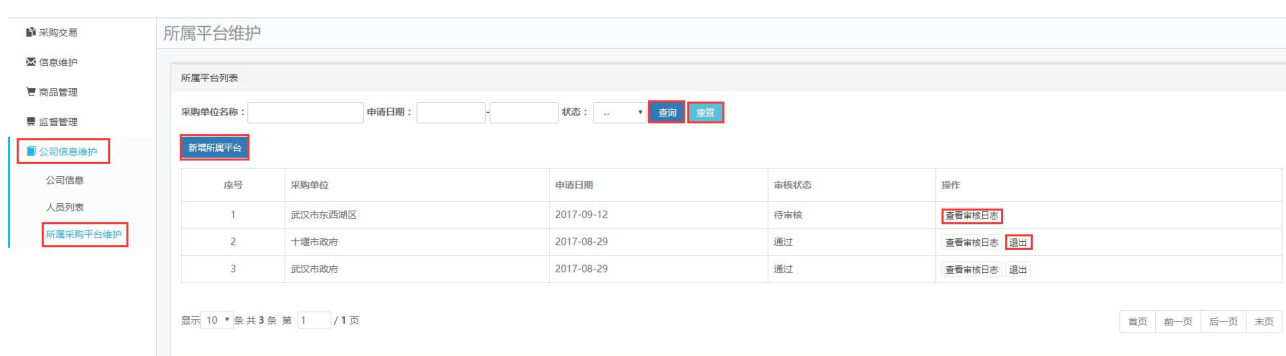 采购交易
信息维护
商品管理
监督管理
公司信息维护
公司信息
人员列表
所属采购平台维护
所属平台维护
所属平台列表
采购单位名称： 申请日期： - 状态： .. 查询 重置
新增所属平台
序号 采购单位 申请日期 审核状态 操作
1 武汉市东西湖区 2017-09-12 待审核 查看审核日志
2 十堰市政府 2017-08-29 通过 查看审核日志 退出
3 武汉市政府 2017-08-29 通过 查看审核日志 退出
显示 10 条 共 3 条 第 1 / 1 页
首页 前一页 后一页 末页